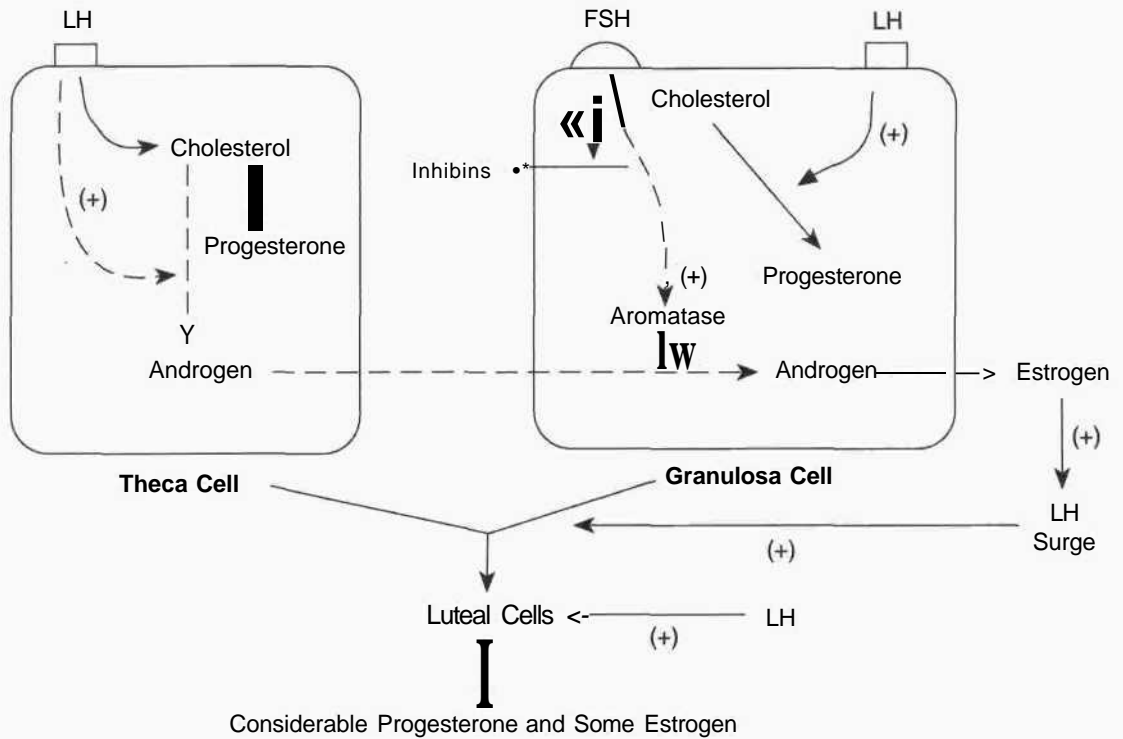 LH
FSH
LH
Cholesterol
(+)
Progesterone
Y
Androgen
Theca Cell
«i
Inhibins •*
Cholesterol
(+)
Progesterone
, (+)
Aromatase
lw
Androgen
>
Estrogen
Granulosa Cell
(+)
LH
Surge
(+)
Luteal Cells <-
(+)
LH
I
Considerable Progesterone and Some Estrogen